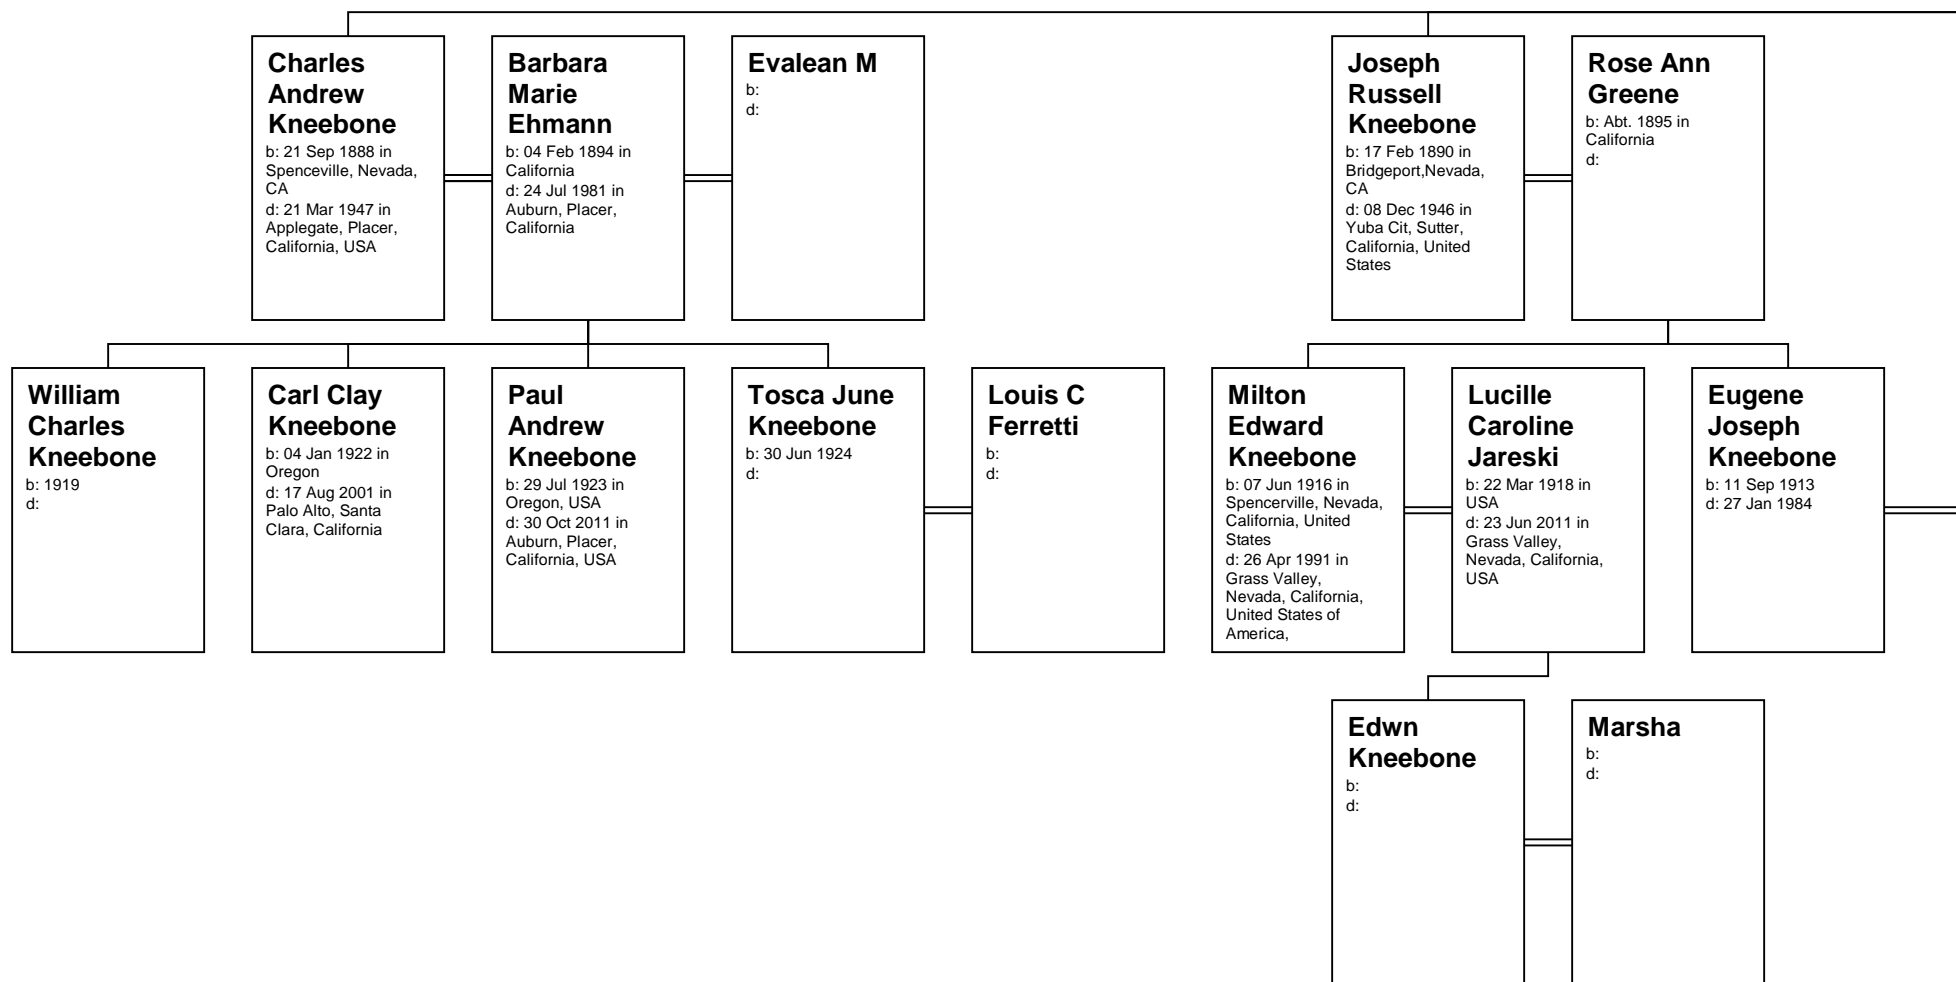 Charles
Andrew
Kneebone
b: 21 Sep 1888 in
Spenceville, Nevada,
CA
d: 21 Mar 1947 in
Applegate, Placer,
California, USA
Barbara
Marie
Ehmann
b: 04 Feb 1894 in
California
d: 24 Jul 1981 in
Auburn, Placer,
California
Evalean M
b:
d:
Joseph
Russell
Kneebone
b: 17 Feb 1890 in
Bridgeport,Nevada,
CA
d: 08 Dec 1946 in
Yuba Cit, Sutter,
California, United
States
Rose Ann
Greene
b: Abt. 1895 in
California
d:
William
Charles
Kneebone
b: 1919
d:
Carl Clay
Kneebone
b: 04 Jan 1922 in
Oregon
d: 17 Aug 2001 in
Palo Alto, Santa
Clara, California
Paul
Andrew
Kneebone
b: 29 Jul 1923 in
Oregon, USA
d: 30 Oct 2011 in
Auburn, Placer,
California, USA
Tosca June
Kneebone
b: 30 Jun 1924
d:
Louis C
Ferretti
b:
d:
Milton
Edward
Kneebone
b: 07 Jun 1916 in
Spencerville, Nevada,
California, United
States
d: 26 Apr 1991 in
Grass Valley,
Nevada, California,
United States of
America,
Lucille
Caroline
Jareski
b: 22 Mar 1918 in
USA
d: 23 Jun 2011 in
Grass Valley,
Nevada, California,
USA
Eugene
Joseph
Kneebone
b: 11 Sep 1913
d: 27 Jan 1984
Edwn
Kneebone
b:
d:
Marsha
b:
d: